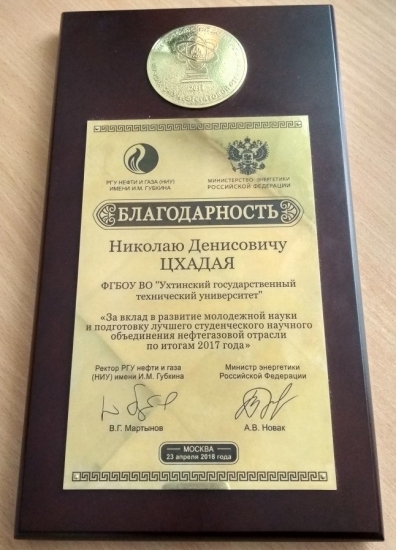 2011
РГУ НЕФТИ И ГАЗА (НИУ)
ИМЕНИ И.М. ГУБКИНА
МИНИСТЕРСТВО ЭНЕРГЕТИКИ
РОССИЙСКОЙ ФЕДЕРАЦИИ
БЛАГОДАРНОСТЬ
Николаю Денисовичу
ЦХАДАЯ
ФГБОУ ВО "Ухтинский государственный
технический университет"
«За вклад в развитие молодежной науки
и подготовку лучшего студенческого научного
объединения нефтегазовой отрасли
по итогам 2017 года»
Ректор РГУ нефти и газа
(НИУ) имени И.М. Губкина
Министр энергетики
Российской Федерации
В.Г. Мартынов
А.В. Новак
МОСКВА
23 апреля 2018 года